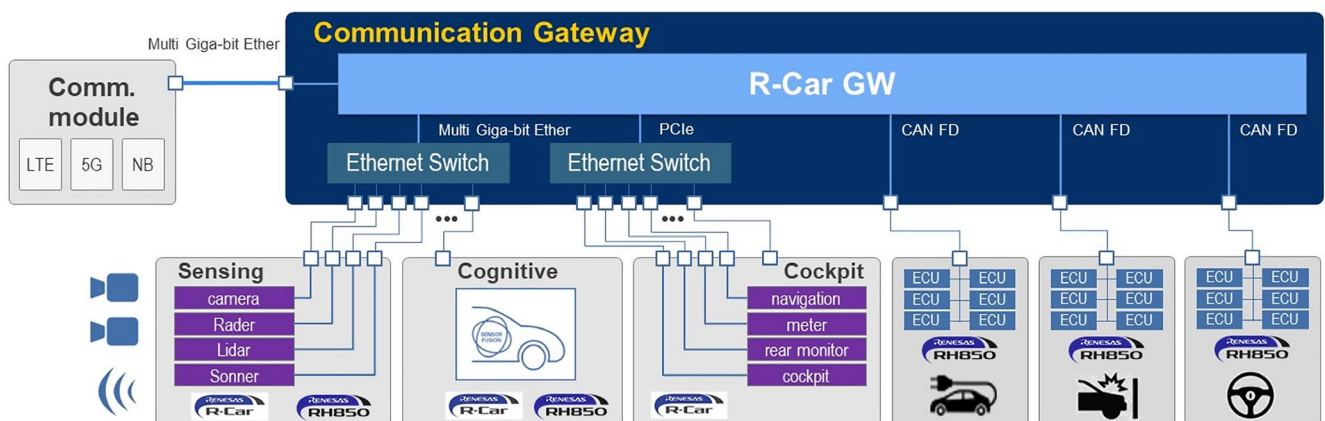 Communication Gateway
Multi Giga-bit Ether
R-Car GW
Comm.
module
LTE 5G NB
Multi Giga-bit Ether
PCIe
CAN FD
CAN FD
CAN FD
Ethernet Switch
Ethernet Switch
•••
•••
Sensing
camera
Rader
Lidar
Sonner
RENESAS
R-Car
RENESAS
RH850
Cognitive
SENSOR
FUSION
RENESAS
R-Car
RENESAS
RH850
Cockpit
navigation
meter
rear monitor
cockpit
RENESAS
R-Car
ECU ECU
ECU ECU
ECU ECU
RENESAS
RH850
ECU ECU
ECU ECU
ECU ECU
RENESAS
RH850
ECU ECU
ECU ECU
ECU ECU
RENESAS
RH850